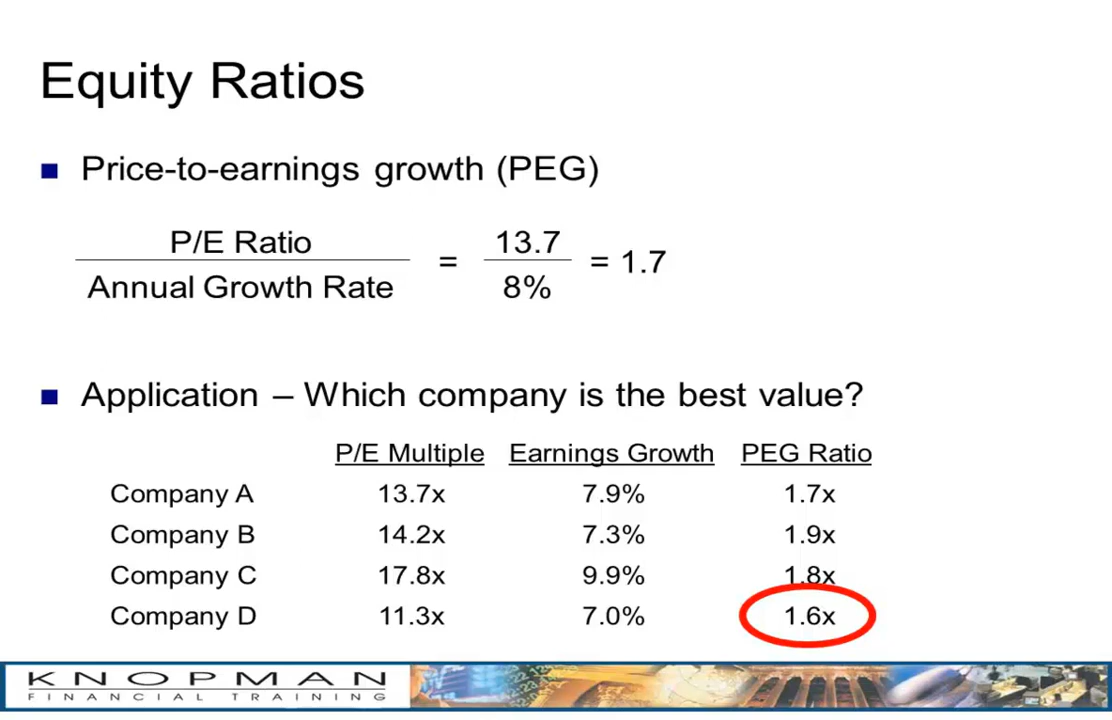 Equity Ratios
Price-to-earnings growth (PEG)
P/E Ratio
Annual Growth Rate
=
13.7
8%
= 1.7
Application – Which company is the best value?
P/E Multiple Earnings Growth PEG Ratio
Company A 13.7x 7.9% 1.7x
Company B 14.2x 7.3% 1.9x
Company C 17.8x 9.9% 1.8x
Company D 11.3x 7.0% 1.6x
KNOPMAN
FINANCIAL TRAINING